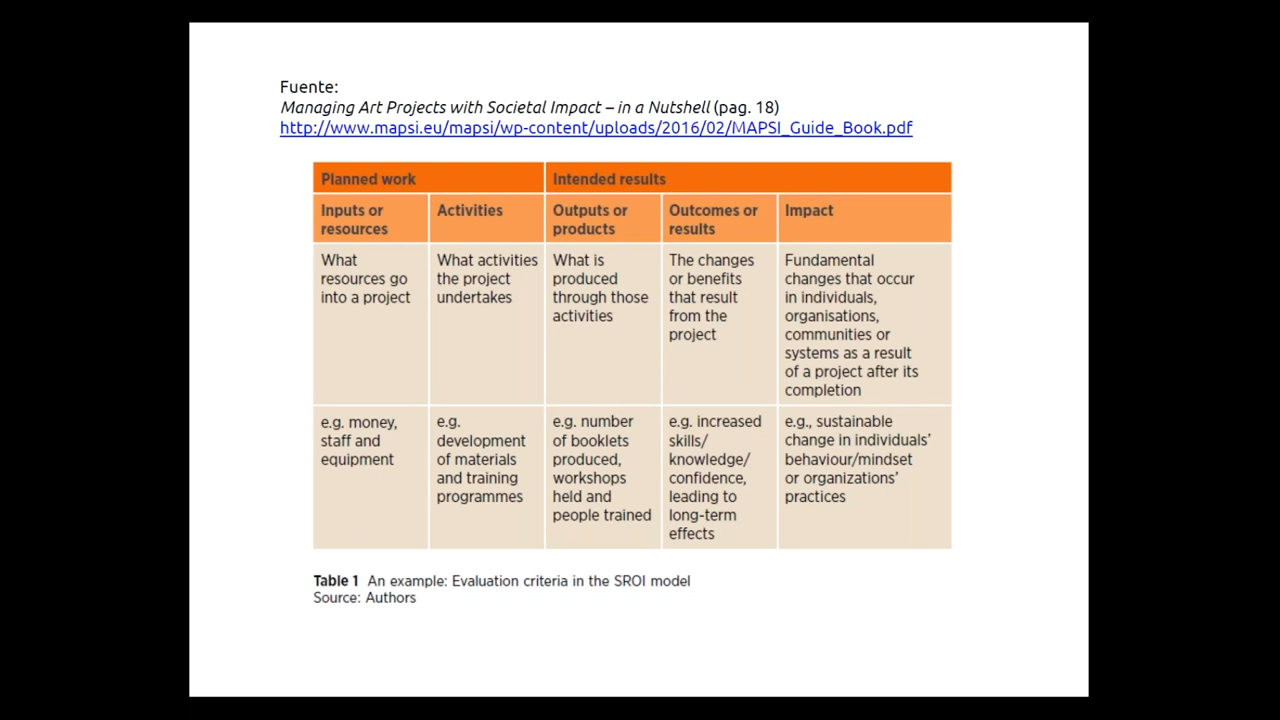 Fuente:
Managing Art Projects with Societal Impact – in a Nutshell (pag. 18)
http://www.mapsi.eu/mapsi/wp-content/uploads/2016/02/MAPSI_Guide_Book.pdf
Planned work
Intended results
Inputs or
resources
Activities
Outputs or
products
Outcomes or
results
Impact
What
resources go
into a project
What activities
the project
undertakes
What is
produced
through those
activities
The changes
or benefits
that result
from the
project
Fundamental
changes that occur
in individuals,
organisations,
communities or
systems as a result
of a project after its
completion
e.g. money,
staff and
equipment
e.g.
development
of materials
and training
programmes
e.g. number
of booklets
produced,
workshops
held and
people trained
e.g. increased
skills/
knowledge/
confidence,
leading to
long-term
effects
e.g., sustainable
change in individuals’
behaviour/mindset
or organizations’
practices
Table 1 An example: Evaluation criteria in the SROI model
Source: Authors